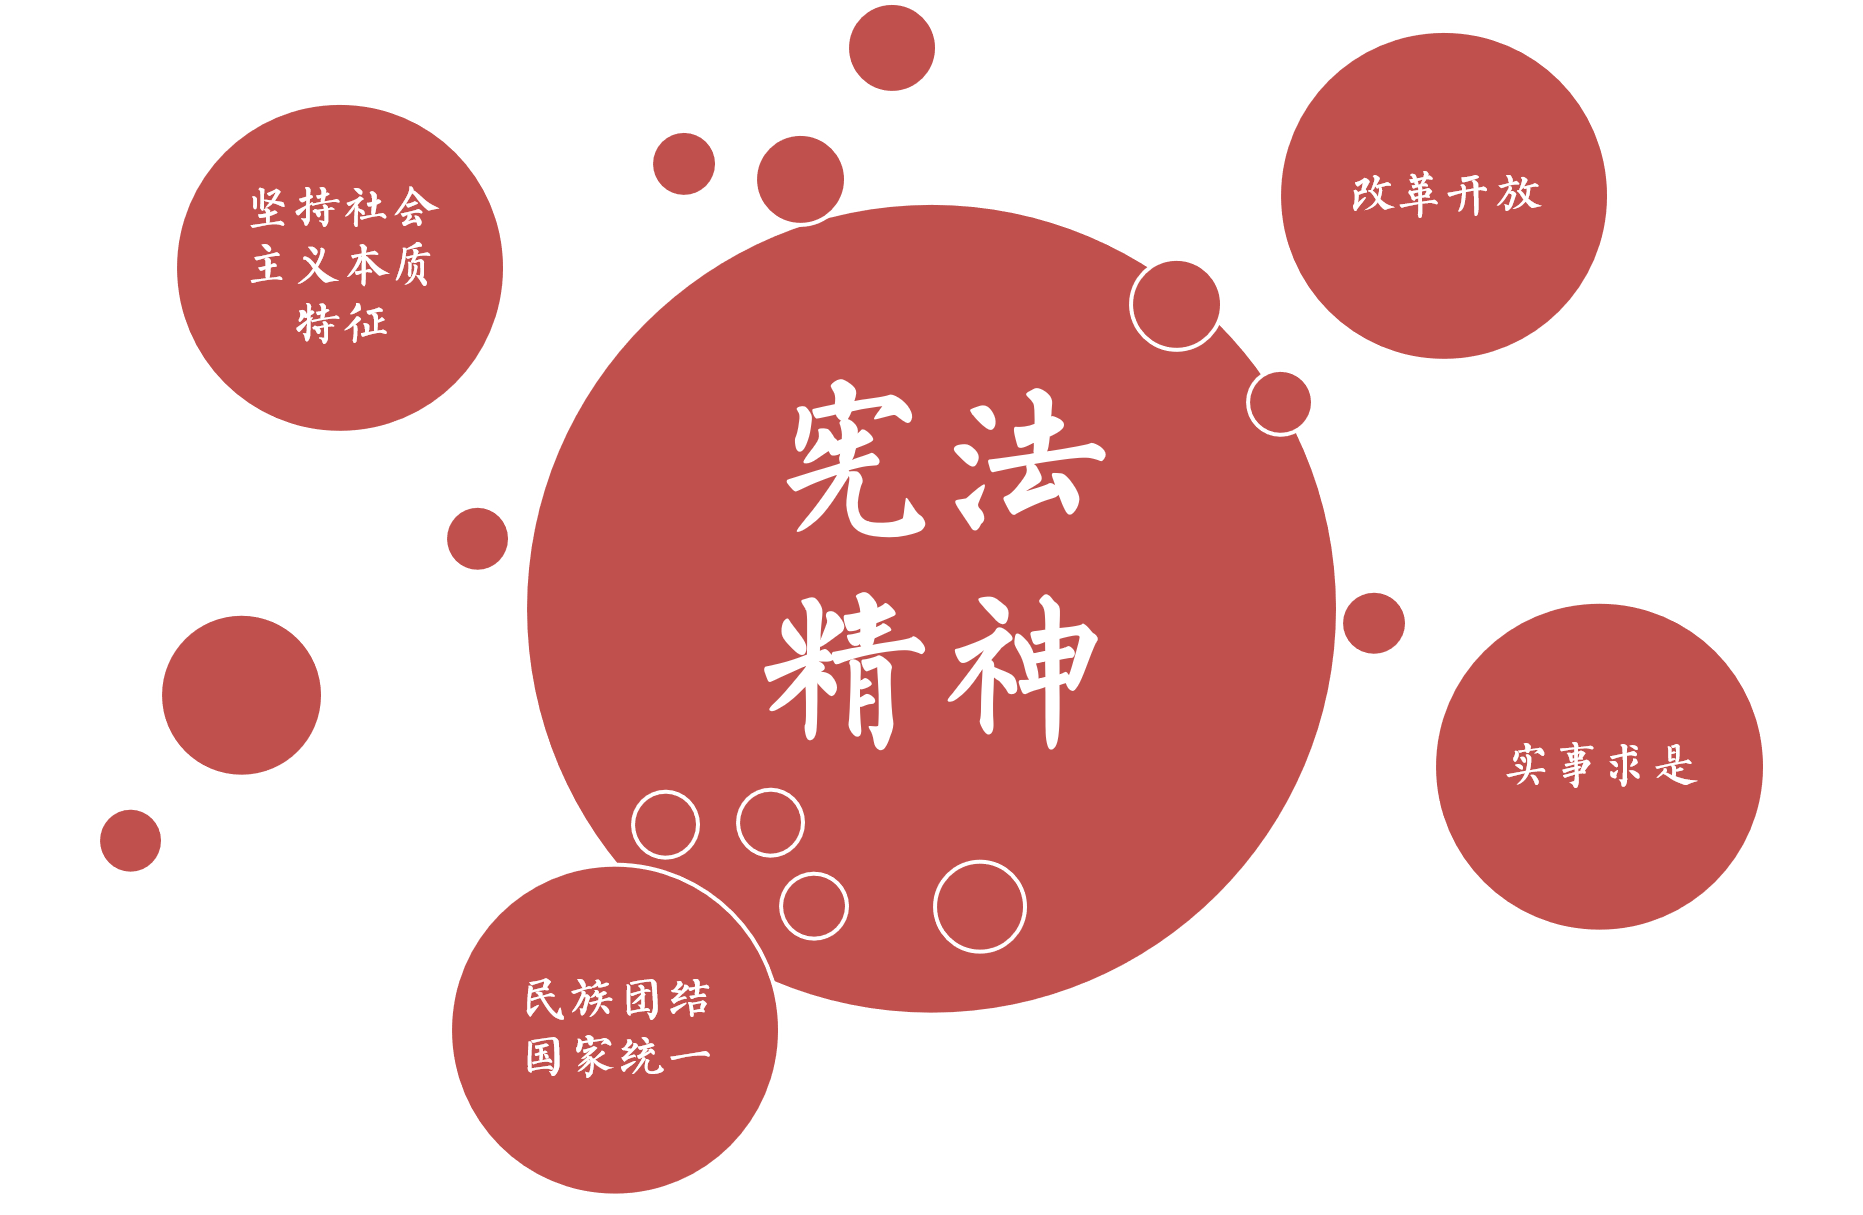 坚持社会
主义本质
特征
改革开放
宪法
精神
实事求是
民族团结
国家统一